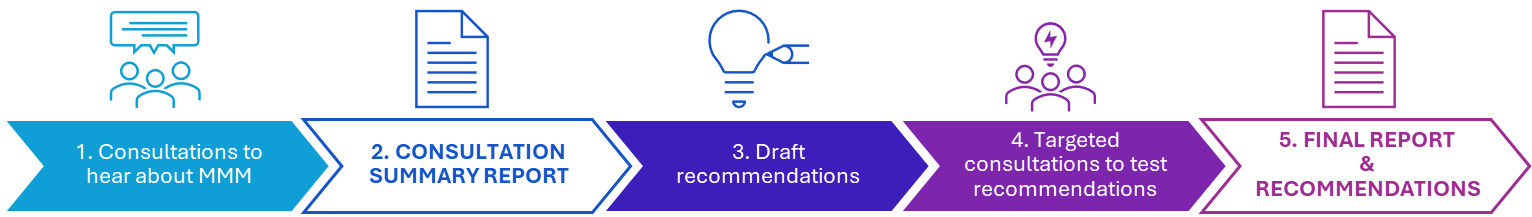 1. Consultations to
hear about MMM
2. CONSULTATION
SUMMARY REPORT
3. Draft
recommendations
4. Targeted
consultations to test
recommendations
5. FINAL REPORT
&
RECOMMENDATIONS